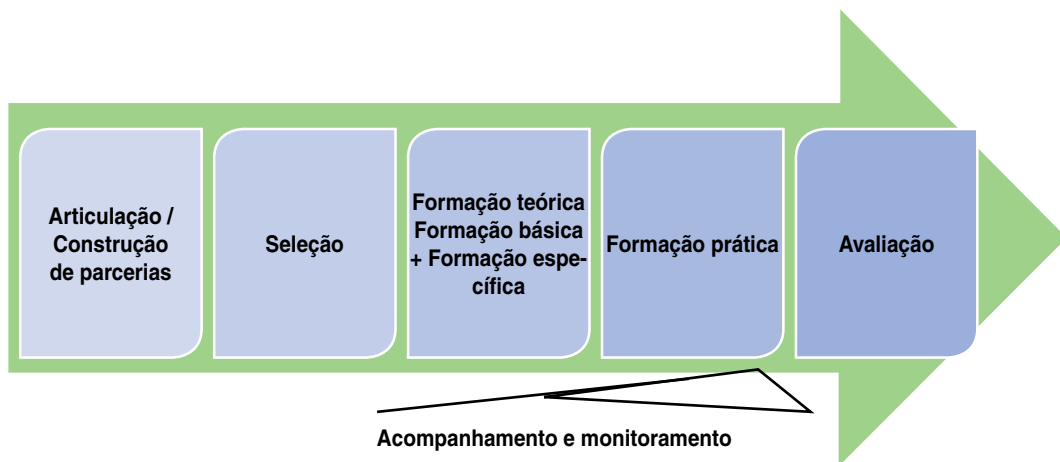 Articulação /
Construção
de parcerias
Seleção
Formação teórica
Formação básica
+ Formação espe-
cífica
Formação prática
Avaliação
Acompanhamento e monitoramento